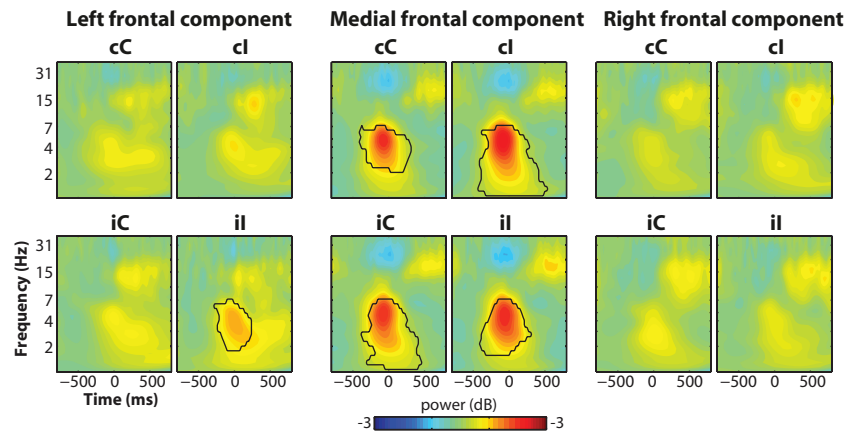 Left frontal component Medial frontal component Right frontal component
cC cI cC cI cC cI
31
15
7
4
2
iC iI iC iI iC iI
31
15
7
4
2
Frequency (Hz)
−500 0 500 −500 0 500 −500 0 500 −500 0 500 −500 0 500 −500 0 500
Time (ms)
power (dB)
-3 -3